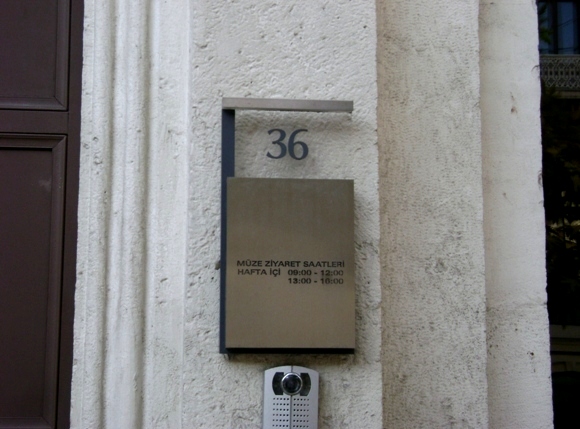 36
MÜZE ZİYARET SAATLERİ
HAFTA İÇİ 09:00 - 12:00
13:00 - 16:00